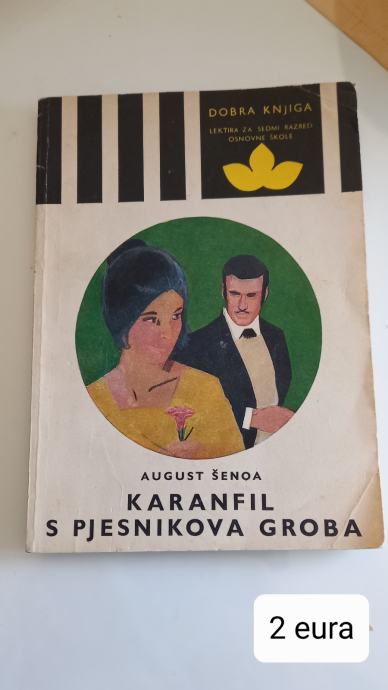 DOBRA KNJIGA
LEKTIRA ZA SEDMI RAZRED
OSNOVNE ŠKOLE
AUGUST ŠENOA
KARANFIL
S PJESNIKOVA GROBA
2 eura